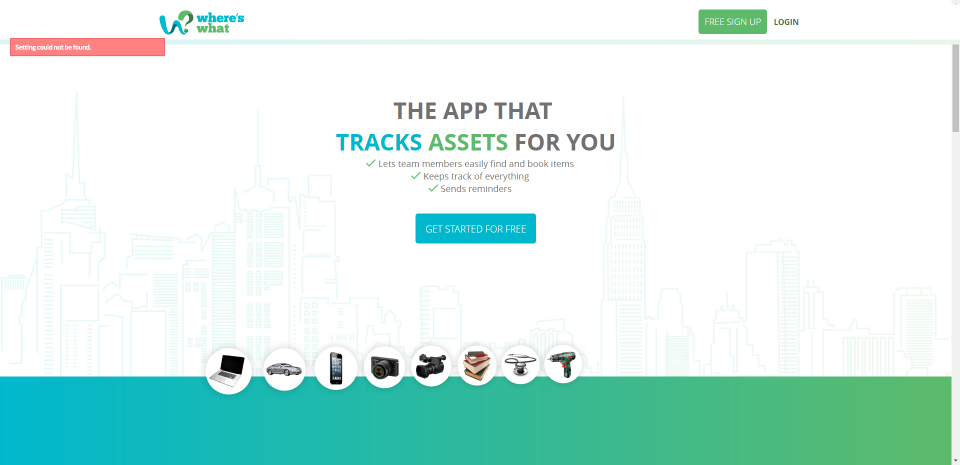 where's
what
FREE SIGN UP
LOGIN
Setting could not be found.
THE APP THAT
TRACKS ASSETS FOR YOU
Lets team members easily find and book items
Keeps track of everything
Sends reminders
GET STARTED FOR FREE